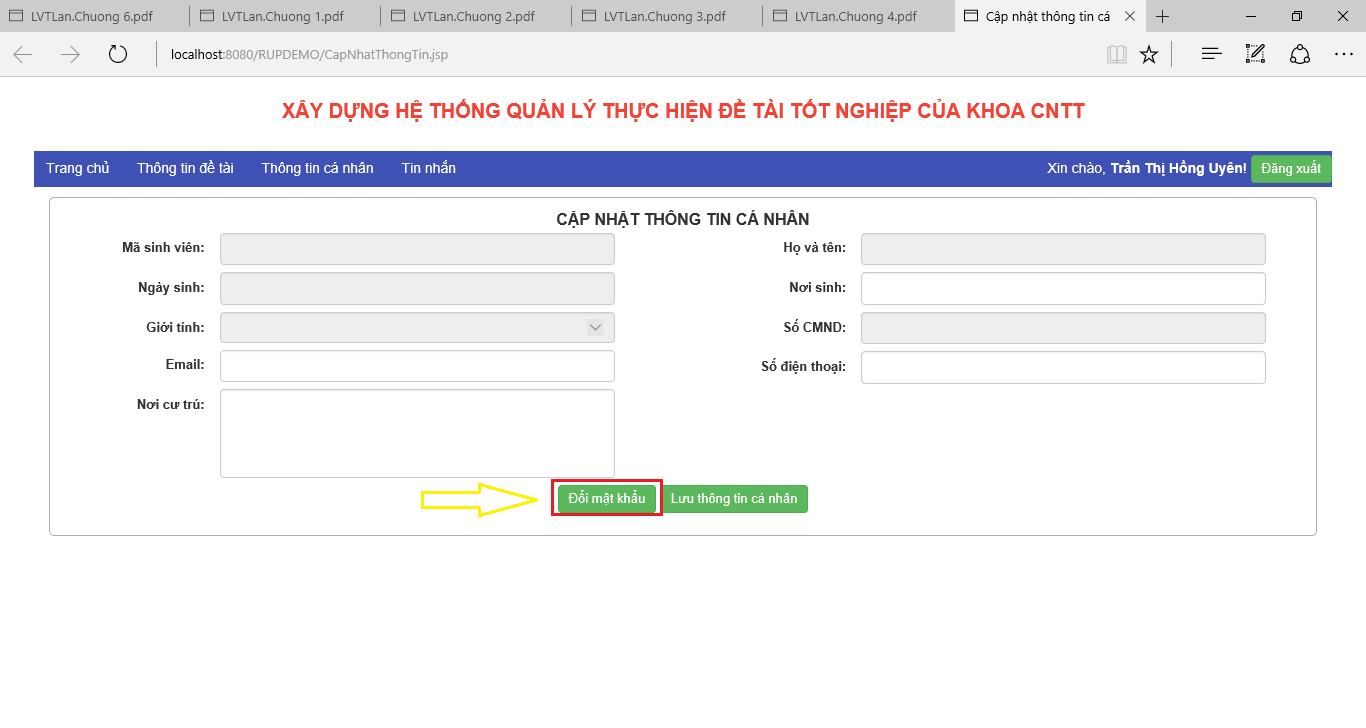 LVTLan.Chuong 6.pdf
LVTLan.Chuong 1.pdf
LVTLan.Chuong 2.pdf
LVTLan.Chuong 3.pdf
LVTLan.Chuong 4.pdf
Cập nhật thông tin cá
localhost:8080/RUPDEMO/CapNhatThongTin.jsp
XÂY DỰNG HỆ THỐNG QUẢN LÝ THỰC HIỆN ĐỀ TÀI TỐT NGHIỆP CỦA KHOA CNTT
Trang chủ Thông tin đề tài Thông tin cá nhân Tin nhắn Xin chào, Trần Thị Hồng Uyên! Đăng xuất
CẬP NHẬT THÔNG TIN CÁ NHÂN
Mã sinh viên: Họ và tên:
Ngày sinh: Nơi sinh:
Giới tính: Số CMND:
Email: Số điện thoại:
Nơi cư trú:
Đổi mật khẩu Lưu thông tin cá nhân